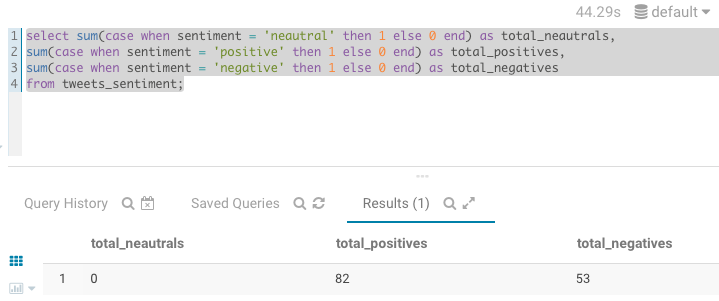 44.29s default
1 select sum(case when sentiment = 'neautral' then 1 else 0 end) as total_neautrals,
2 sum(case when sentiment = 'positive' then 1 else 0 end) as total_positives,
3 sum(case when sentiment = 'negative' then 1 else 0 end) as total_negatives
4 from tweets_sentiment;
Query History Saved Queries Results (1)
total_neautrals total_positives total_negatives
1 0 82 53